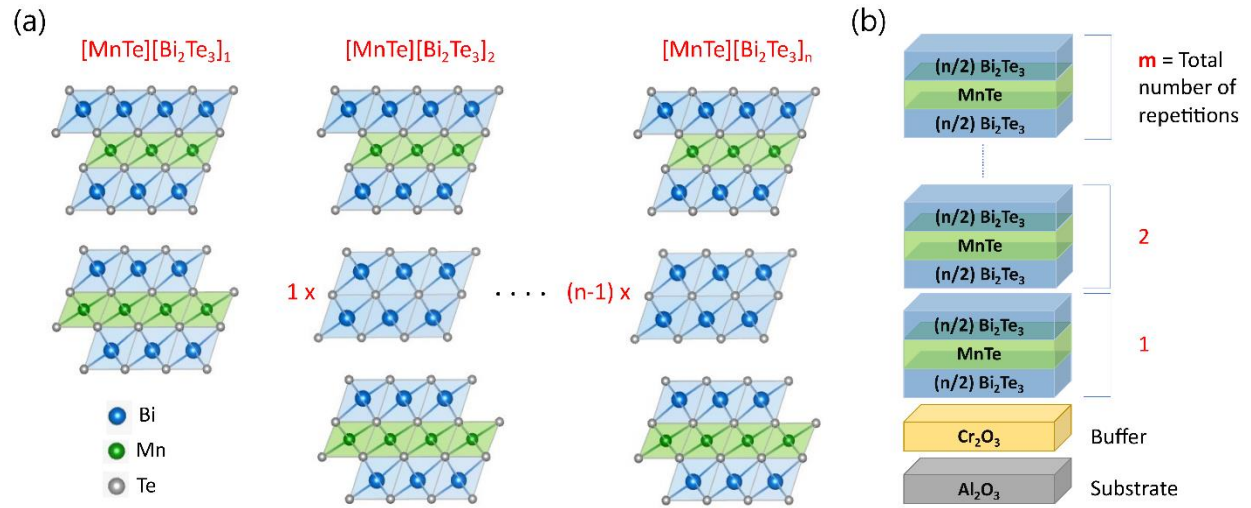 (a)
[MnTe][Bi₂Te₃]₁
[MnTe][Bi₂Te₃]₂
[MnTe][Bi₂Te₃]ₙ
1 x
. . . .
(n-1) x
Bi
Mn
Te
(b)
(n/2) Bi₂Te₃
MnTe
(n/2) Bi₂Te₃
m = Total
number of
repetitions
(n/2) Bi₂Te₃
MnTe
(n/2) Bi₂Te₃
2
(n/2) Bi₂Te₃
MnTe
(n/2) Bi₂Te₃
1
Cr₂O₃
Buffer
Al₂O₃
Substrate